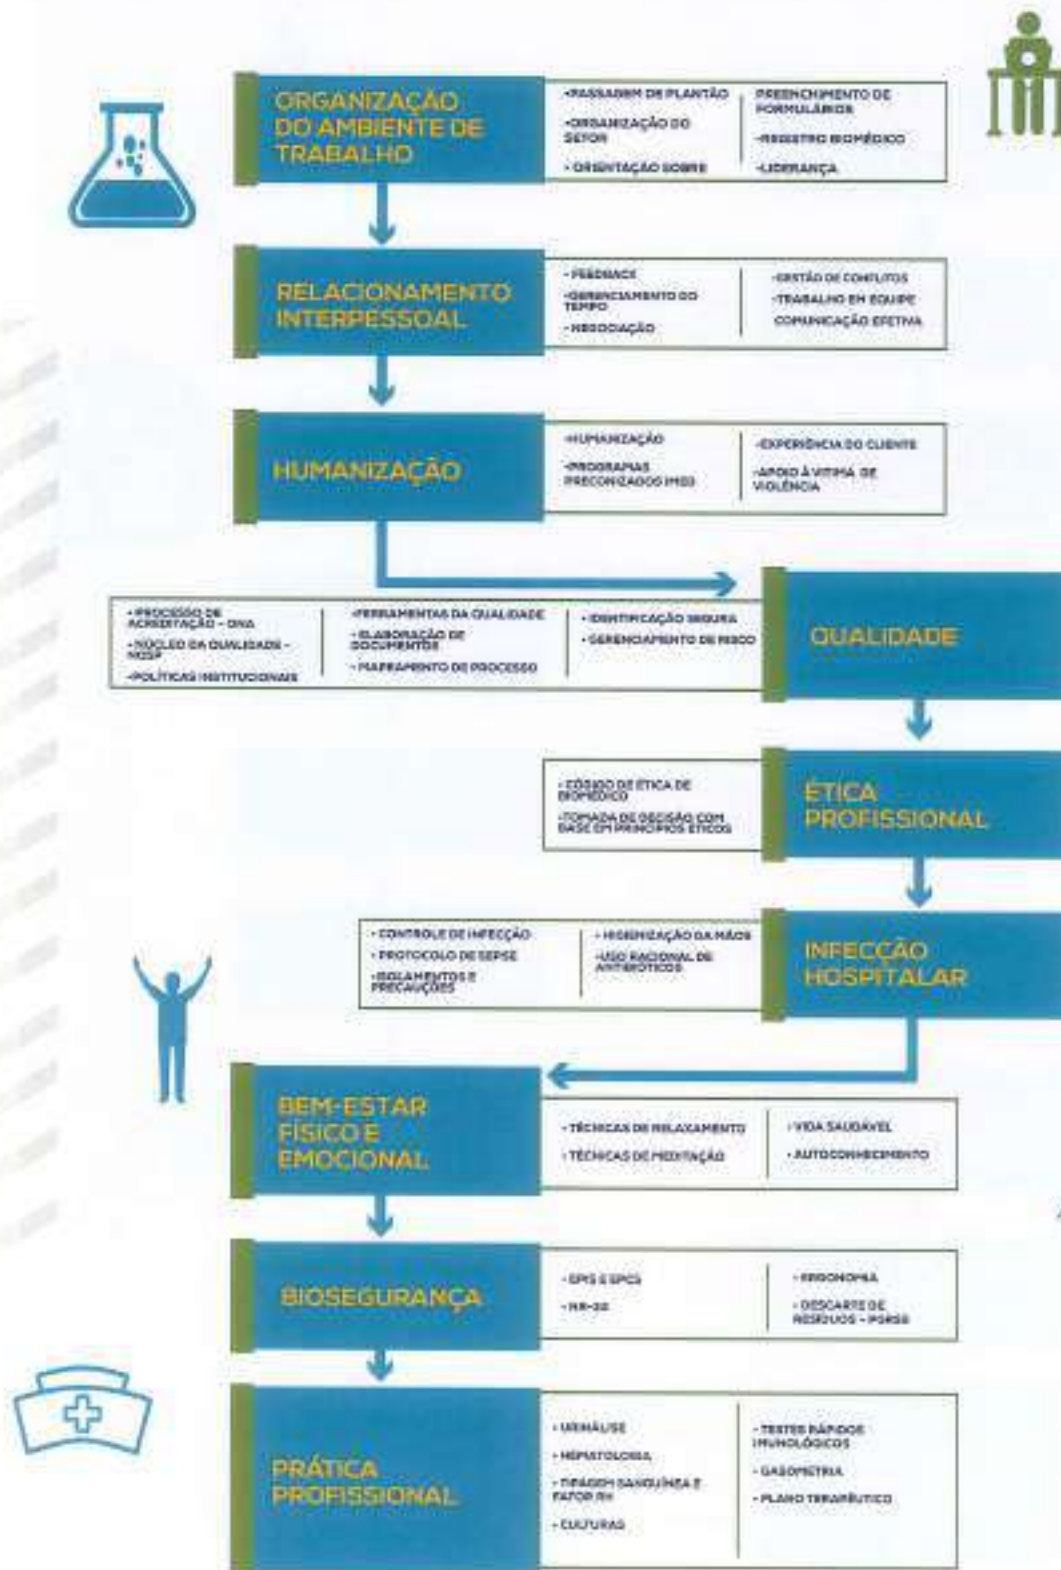 ORGANIZAÇÃO
DO AMBIENTE DE
TRABALHO
•PASSAGEM DE PLANTÃO
•ORGANIZAÇÃO DO
SETOR
• ORIENTAÇÃO SOBRE
PREENCHIMENTO DE
FORMULÁRIOS
•REGISTRO BIOMÉDICO
•LIDERANÇA
RELACIONAMENTO
INTERPESSOAL
• FEEDBACK
•GERENCIAMENTO DO
TEMPO
• NEGOCIAÇÃO
•GESTÃO DE CONFLITOS
•TRABALHO EM EQUIPE
COMUNICAÇÃO EFETIVA
HUMANIZAÇÃO
•HUMANIZAÇÃO
•PROGRAMAS
PRECONIZADOS
•EXPERIÊNCIA DO CLIENTE
•APOIO À VITIMA DE
VIOLÊNCIA
QUALIDADE
• PROCESSO DE
ACREDITAÇÃO - ONA
• NÚCLEO DA QUALIDADE -
•POLÍTICAS INSTITUCIONAIS
•FERRAMENTAS DA QUALIDADE
• ELABORAÇÃO DE
DOCUMENTOS
• MAPEAMENTO DE PROCESSO
• IDENTIFICAÇÃO SEGURA
• GERENCIAMENTO DE RISCO
ÉTICA
PROFISSIONAL
• CÓDIGO DE ÉTICA DE
BIOMÉDICO
•TOMADA DE DECISÃO COM
BASE EM PRINCÍPIOS ÉTICOS
INFECÇÃO
HOSPITALAR
• CONTROLE DE INFECÇÃO
• PROTOCOLO DE SEPSE
•ISOLAMENTOS E
PRECAUÇÕES
• HIGIENIZAÇÃO DA MÃOS
•USO RACIONAL DE
ANTIBIÓTICOS
BEM-ESTAR
FÍSICO E
EMOCIONAL
• TÉCNICAS DE RELAXAMENTO
• TÉCNICAS DE MEDITAÇÃO
• VIDA SAUDÁVEL
• AUTOCONHECIMENTO
BIOSEGURANÇA
• EPIS E EPCS
• ERGONOMIA
• DESCARTE DE
RESÍDUOS - PGRSS
PRÁTICA
PROFISSIONAL
• URINÁLISE
• HEMATOLOGIA
• TIPAGEM SANGUÍNEA E
FATOR RH
• CULTURAS
• TESTES RÁPIDOS
IMUNOLÓGICOS
• GASOMETRIA
• PLANO TERAPÊUTICO